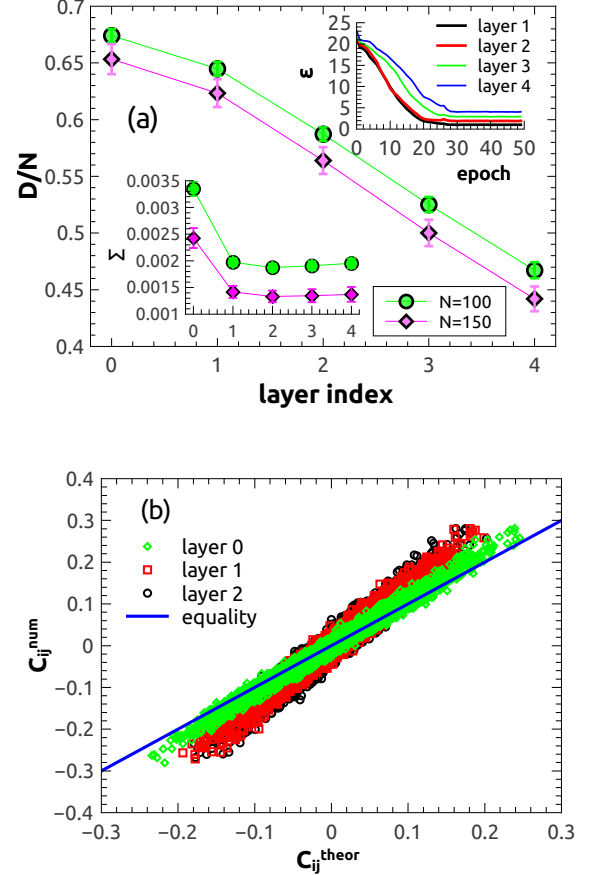 (a)
D/N
0.7
0.65
0.6
0.55
0.5
0.45
0.4
0 1 2 3 4
layer index
ε
25
20
15
10
5
0
0 10 20 30 40 50
epoch
layer 1
layer 2
layer 3
layer 4
Σ
0.0035
0.003
0.0025
0.002
0.0015
0.001
0 1 2 3 4
N=100
N=150
(b)
C_ij^num
0.4
0.3
0.2
0.1
0
−0.1
−0.2
−0.3
−0.4
layer 0
layer 1
layer 2
equality
−0.3 −0.2 −0.1 0 0.1 0.2 0.3
C_ij^theor